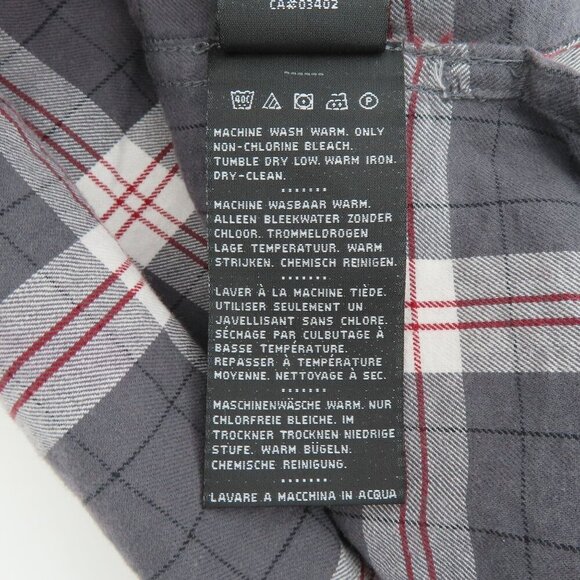 CA#03402
40C P
MACHINE WASH WARM. ONLY
NON-CHLORINE BLEACH.
TUMBLE DRY LOW. WARM IRON.
DRY-CLEAN.
MACHINE WASBAAR WARM.
ALLEEN BLEEKWATER ZONDER
CHLOOR. TROMMELDROGEN
LAGE TEMPERATUUR. WARM
STRIJKEN. CHEMISCH REINIGEN.
LAVER À LA MACHINE TIÈDE.
UTILISER SEULEMENT UN
JAVELLISANT SANS CHLORE.
SÉCHAGE PAR CULBUTAGE À
BASSE TEMPÉRATURE.
REPASSER À TEMPÉRATURE
MOYENNE. NETTOYAGE À SEC.
MASCHINENWÄSCHE WARM. NUR
CHLORFREIE BLEICHE. IM
TROCKNER TROCKNEN NIEDRIGE
STUFE. WARM BÜGELN.
CHEMISCHE REINIGUNG.
LAVARE A MACCHINA IN ACQUA